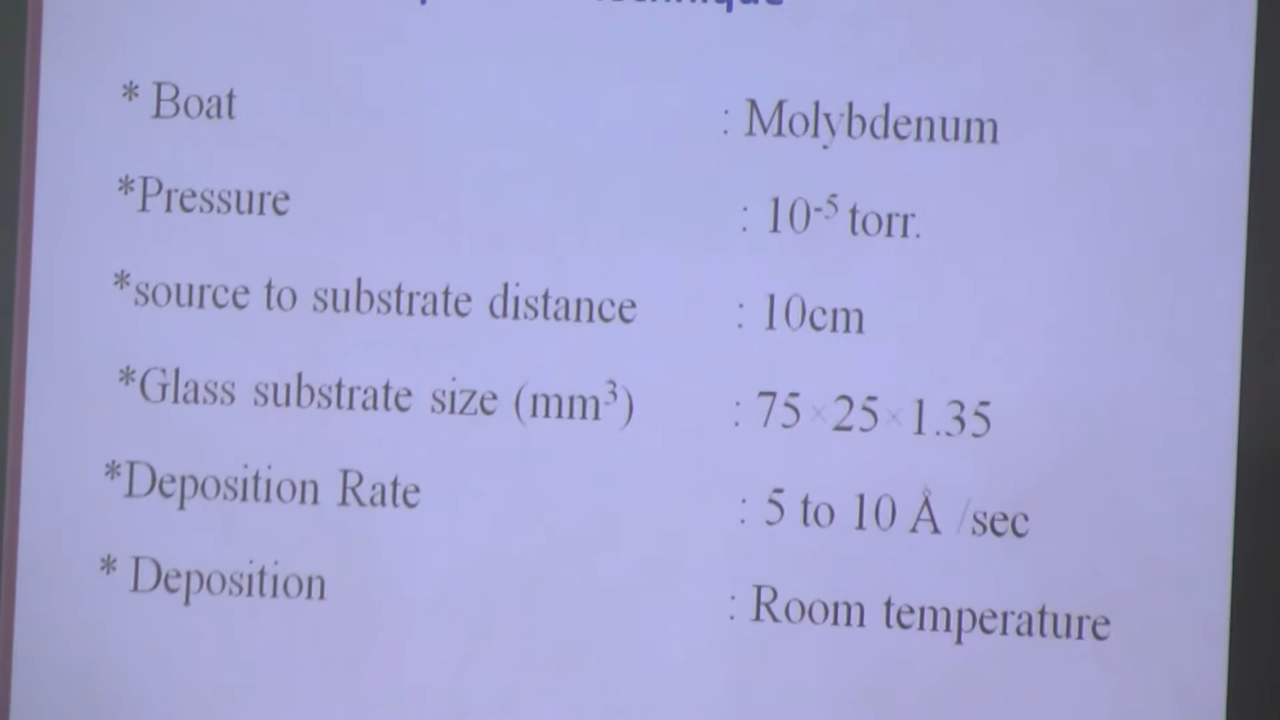 * Boat : Molybdenum
*Pressure : 10⁻⁵ torr.
*source to substrate distance : 10cm
*Glass substrate size (mm³) : 75×25×1.35
*Deposition Rate : 5 to 10 Å /sec
* Deposition : Room temperature